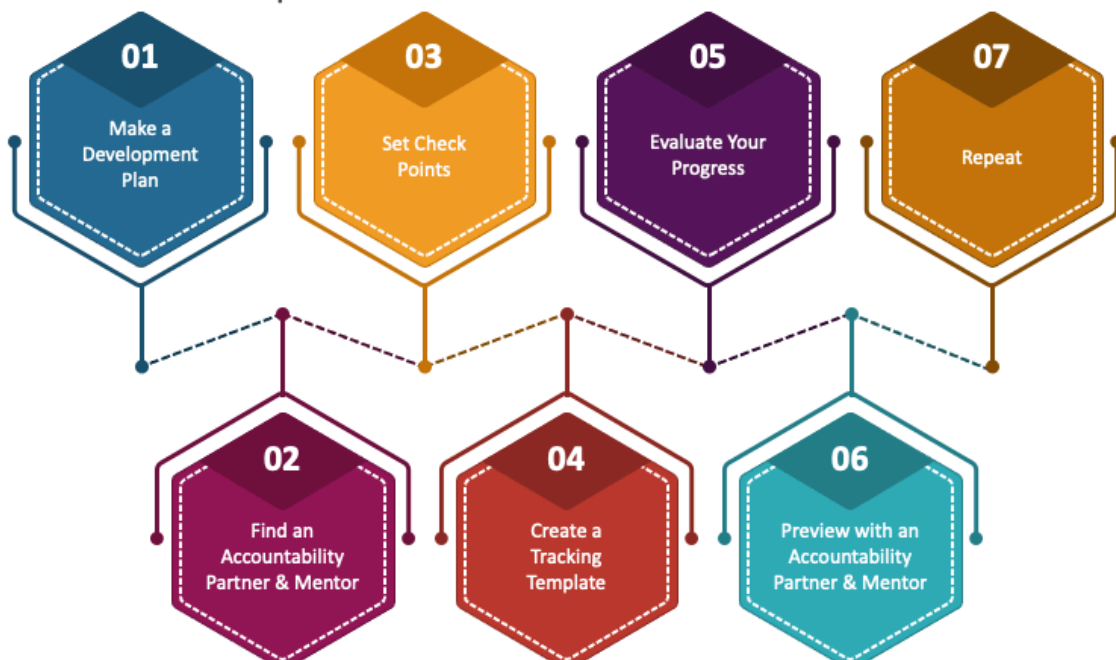 01
Make a
Development
Plan
02
Find an
Accountability
Partner & Mentor
03
Set Check
Points
04
Create a
Tracking
Template
05
Evaluate Your
Progress
06
Preview with an
Accountability
Partner & Mentor
07
Repeat